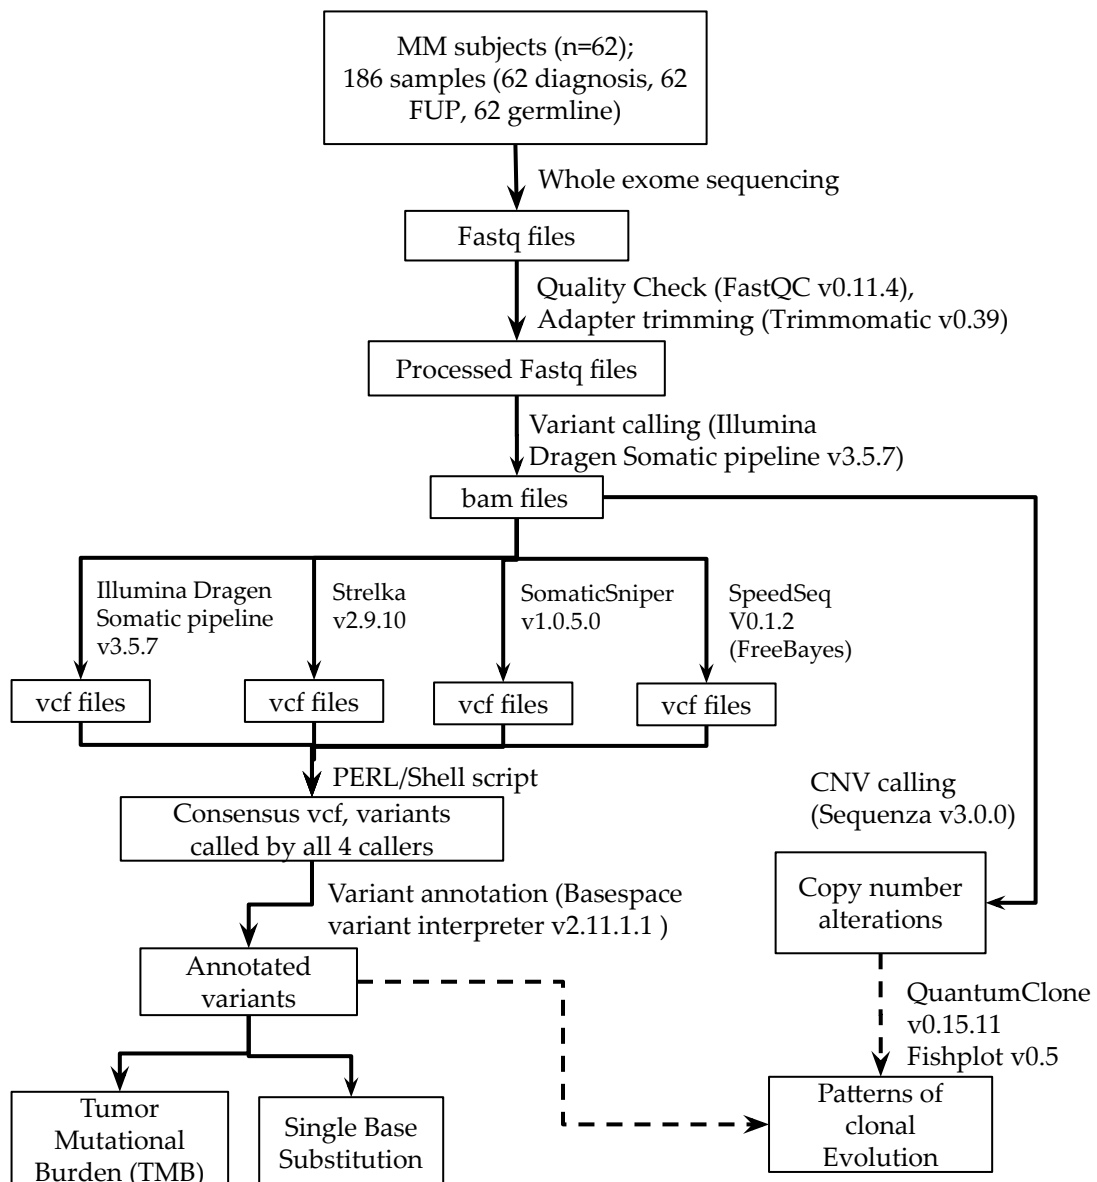 MM subjects (n=62);
186 samples (62 diagnosis, 62
FUP, 62 germline)
Whole exome sequencing
Fastq files
Quality Check (FastQC v0.11.4),
Adapter trimming (Trimmomatic v0.39)
Processed Fastq files
Variant calling (Illumina
Dragen Somatic pipeline v3.5.7)
bam files
Illumina Dragen
Somatic pipeline
v3.5.7
Strelka
v2.9.10
SomaticSniper
v1.0.5.0
SpeedSeq
V0.1.2
(FreeBayes)
vcf files
vcf files
vcf files
vcf files
PERL/Shell script
Consensus vcf, variants
called by all 4 callers
CNV calling
(Sequenza v3.0.0)
Variant annotation (Basespace
variant interpreter v2.11.1.1 )
Copy number
alterations
Annotated
variants
QuantumClone
v0.15.11
Fishplot v0.5
Tumor
Mutational
Burden (TMB)
Single Base
Substitution
Patterns of
clonal
Evolution